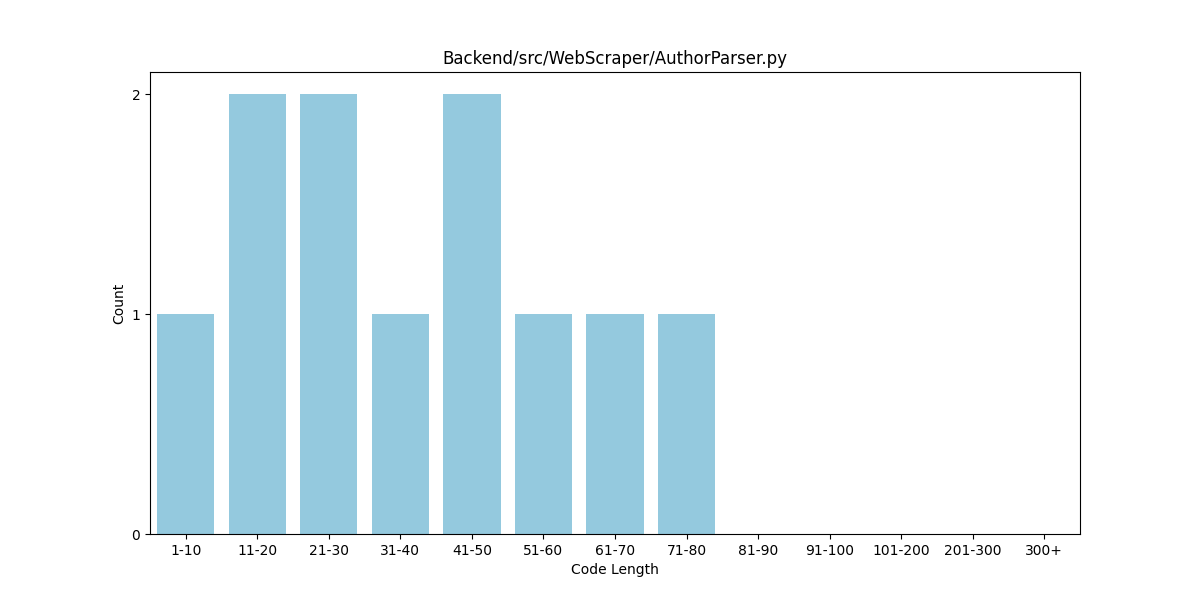 Backend/src/WebScraper/AuthorParser.py
Count
2
1
0
1-10 11-20 21-30 31-40 41-50 51-60 61-70 71-80 81-90 91-100 101-200 201-300 300+
Code Length